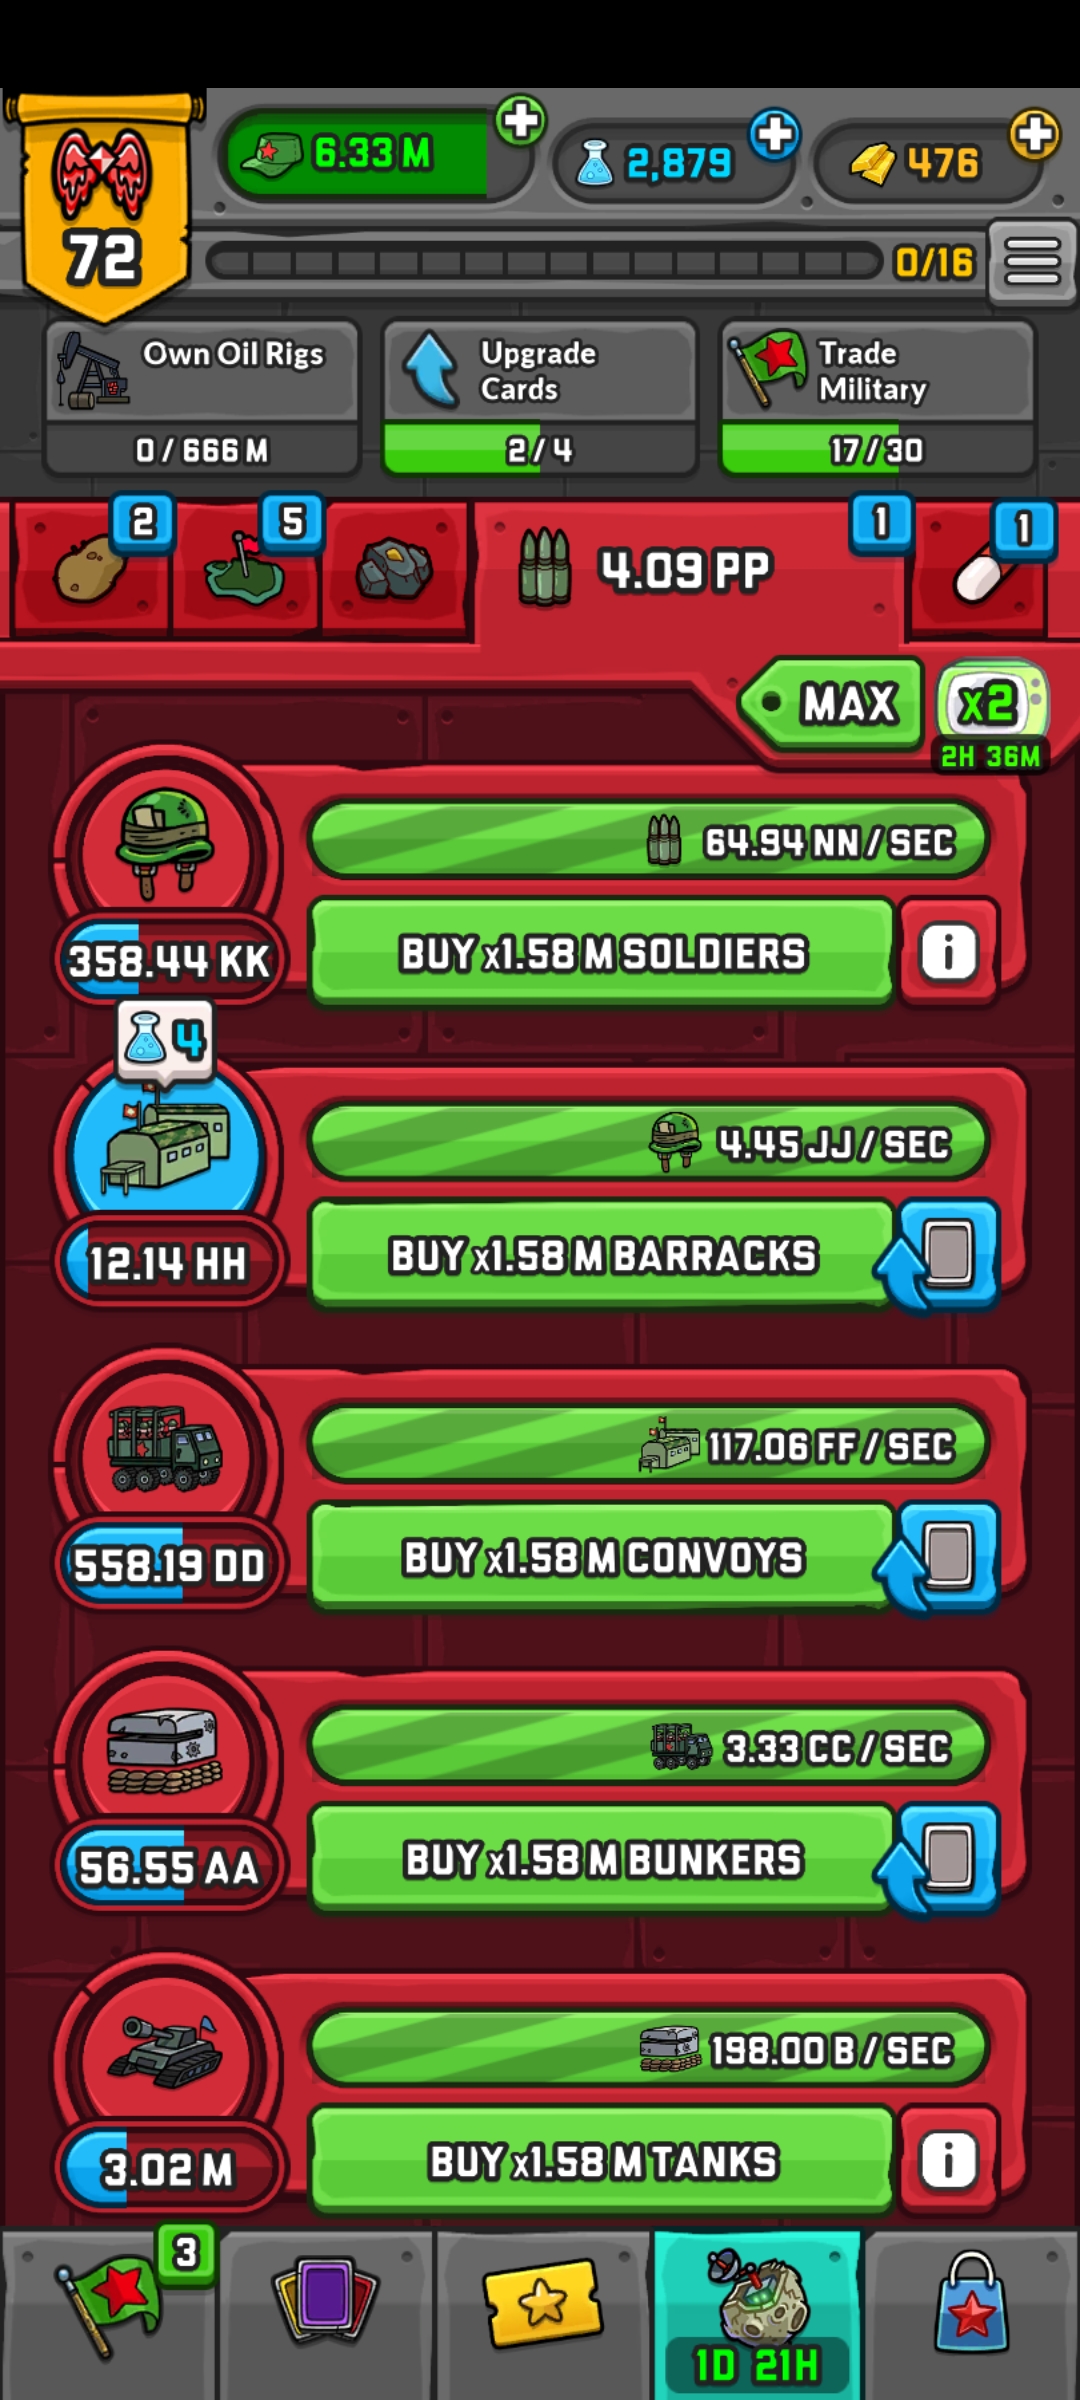 6.33 M
2,879
476
72
0/16
Own Oil Rigs
0 / 666 M
Upgrade
Cards
2 / 4
Trade
Military
17 / 30
2
5
4.09 PP
1
1
MAX
x2
2H 36M
64.94 NN / SEC
358.44 KK
BUY x1.58 M SOLDIERS
i
4
4.45 JJ / SEC
12.14 HH
BUY x1.58 M BARRACKS
117.06 FF / SEC
558.19 DD
BUY x1.58 M CONVOYS
3.33 CC / SEC
56.55 AA
BUY x1.58 M BUNKERS
198.00 B / SEC
3.02 M
BUY x1.58 M TANKS
i
3
1D 21H